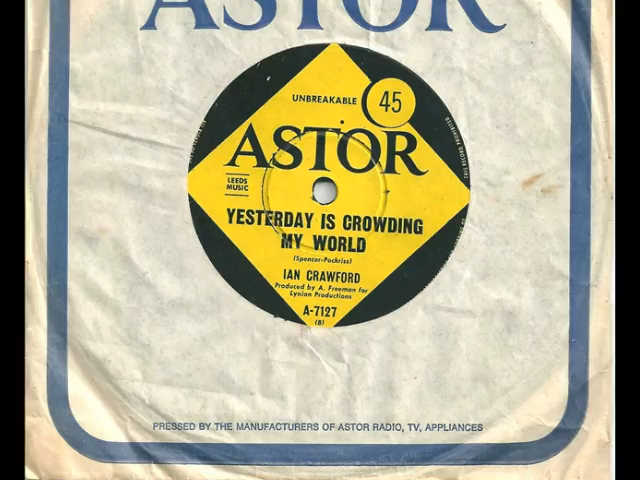 ASTOR
UNBREAKABLE 45
ASTOR
LEEDS
MUSIC
YESTERDAY IS CROWDING
MY WORLD
(Spencer-Pockriss)
IAN CRAWFORD
Produced by A. Freeman for
Lynian Productions
A-7127
(B)
PRESSED BY THE MANUFACTURERS OF ASTOR RADIO, TV, APPLIANCES